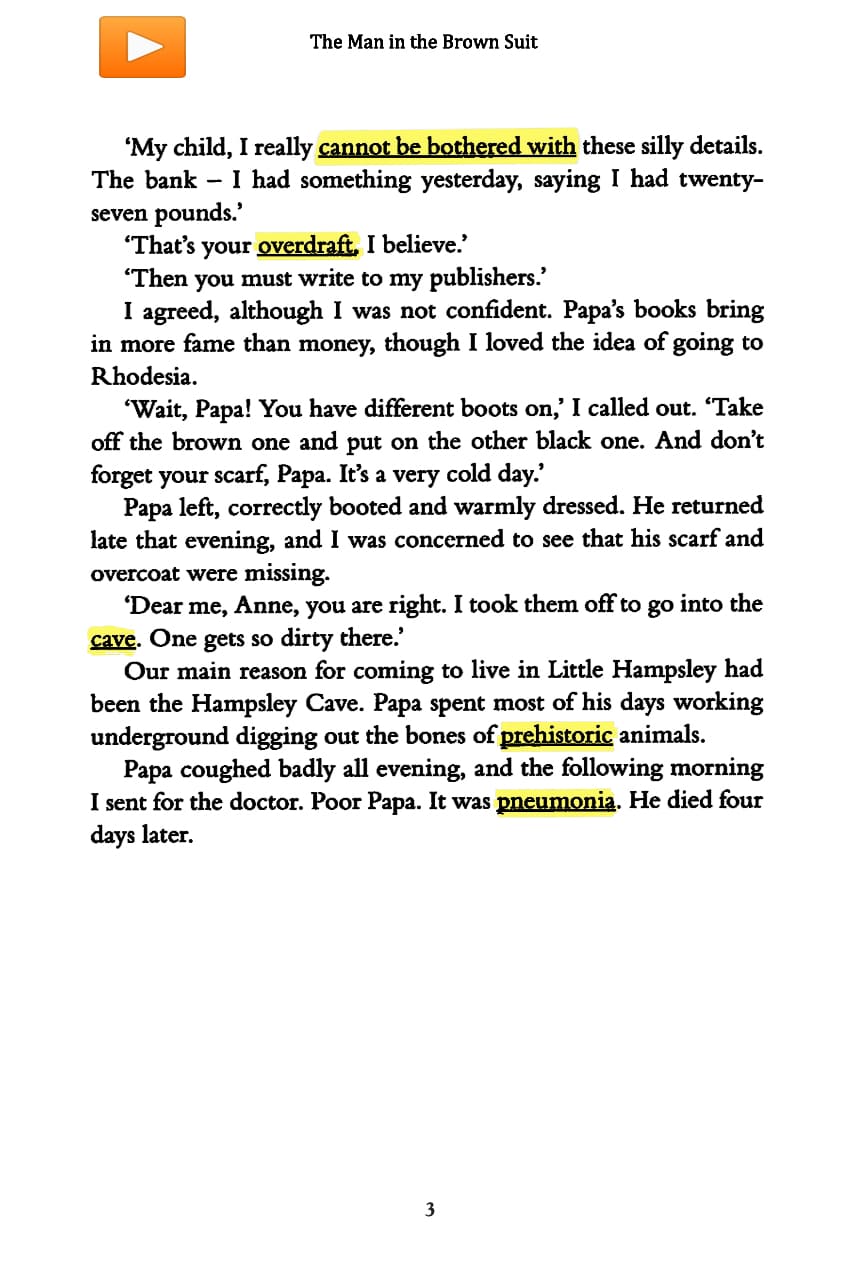 The Man in the Brown Suit
‘My child, I really cannot be bothered with these silly details.
The bank – I had something yesterday, saying I had twenty-
seven pounds.’
‘That’s your overdraft, I believe.’
‘Then you must write to my publishers.’
I agreed, although I was not confident. Papa’s books bring
in more fame than money, though I loved the idea of going to
Rhodesia.
‘Wait, Papa! You have different boots on,’ I called out. ‘Take
off the brown one and put on the other black one. And don’t
forget your scarf, Papa. It’s a very cold day.’
Papa left, correctly booted and warmly dressed. He returned
late that evening, and I was concerned to see that his scarf and
overcoat were missing.
‘Dear me, Anne, you are right. I took them off to go into the
cave. One gets so dirty there.’
Our main reason for coming to live in Little Hampsley had
been the Hampsley Cave. Papa spent most of his days working
underground digging out the bones of prehistoric animals.
Papa coughed badly all evening, and the following morning
I sent for the doctor. Poor Papa. It was pneumonia. He died four
days later.
3